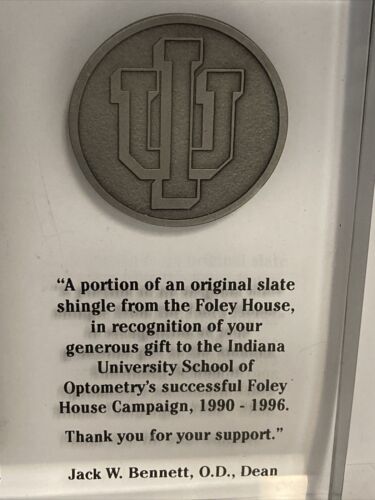 IU
“A portion of an original slate
shingle from the Foley House,
in recognition of your
generous gift to the Indiana
University School of
Optometry's successful Foley
House Campaign, 1990 - 1996.
Thank you for your support.”
Jack W. Bennett, O.D., Dean